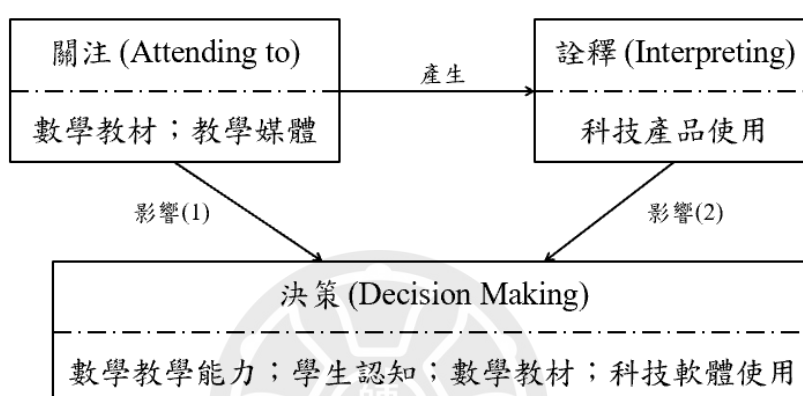 關注 (Attending to)
詮釋 (Interpreting)
產生
數學教材；教學媒體
科技產品使用
影響(1)
影響(2)
決策 (Decision Making)
數學教學能力；學生認知；數學教材；科技軟體使用
師